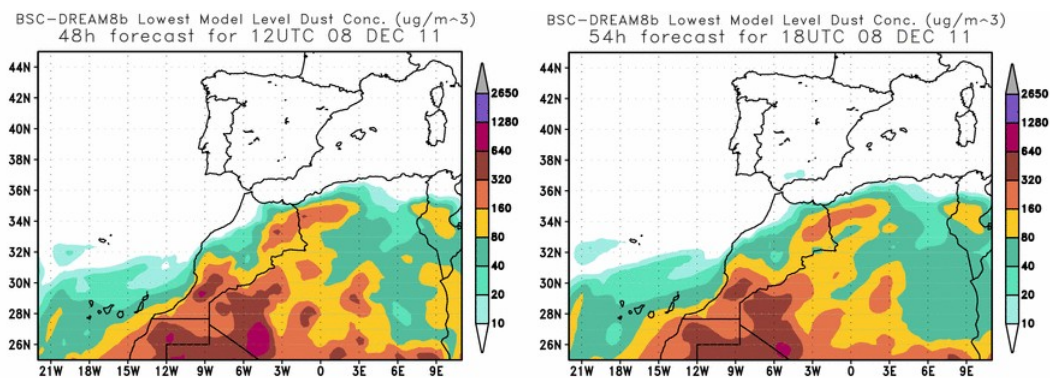 BSC-DREAM8b Lowest Model Level Dust Conc. (ug/m^3)
48h forecast for 12UTC 08 DEC 11
44N
42N
40N
38N
36N
34N
32N
30N
28N
26N
21W 18W 15W 12W 9W 6W 3W 0 3E 6E 9E
2650
1280
640
320
160
80
40
20
10
BSC-DREAM8b Lowest Model Level Dust Conc. (ug/m^3)
54h forecast for 18UTC 08 DEC 11
44N
42N
40N
38N
36N
34N
32N
30N
28N
26N
21W 18W 15W 12W 9W 6W 3W 0 3E 6E 9E
2650
1280
640
320
160
80
40
20
10